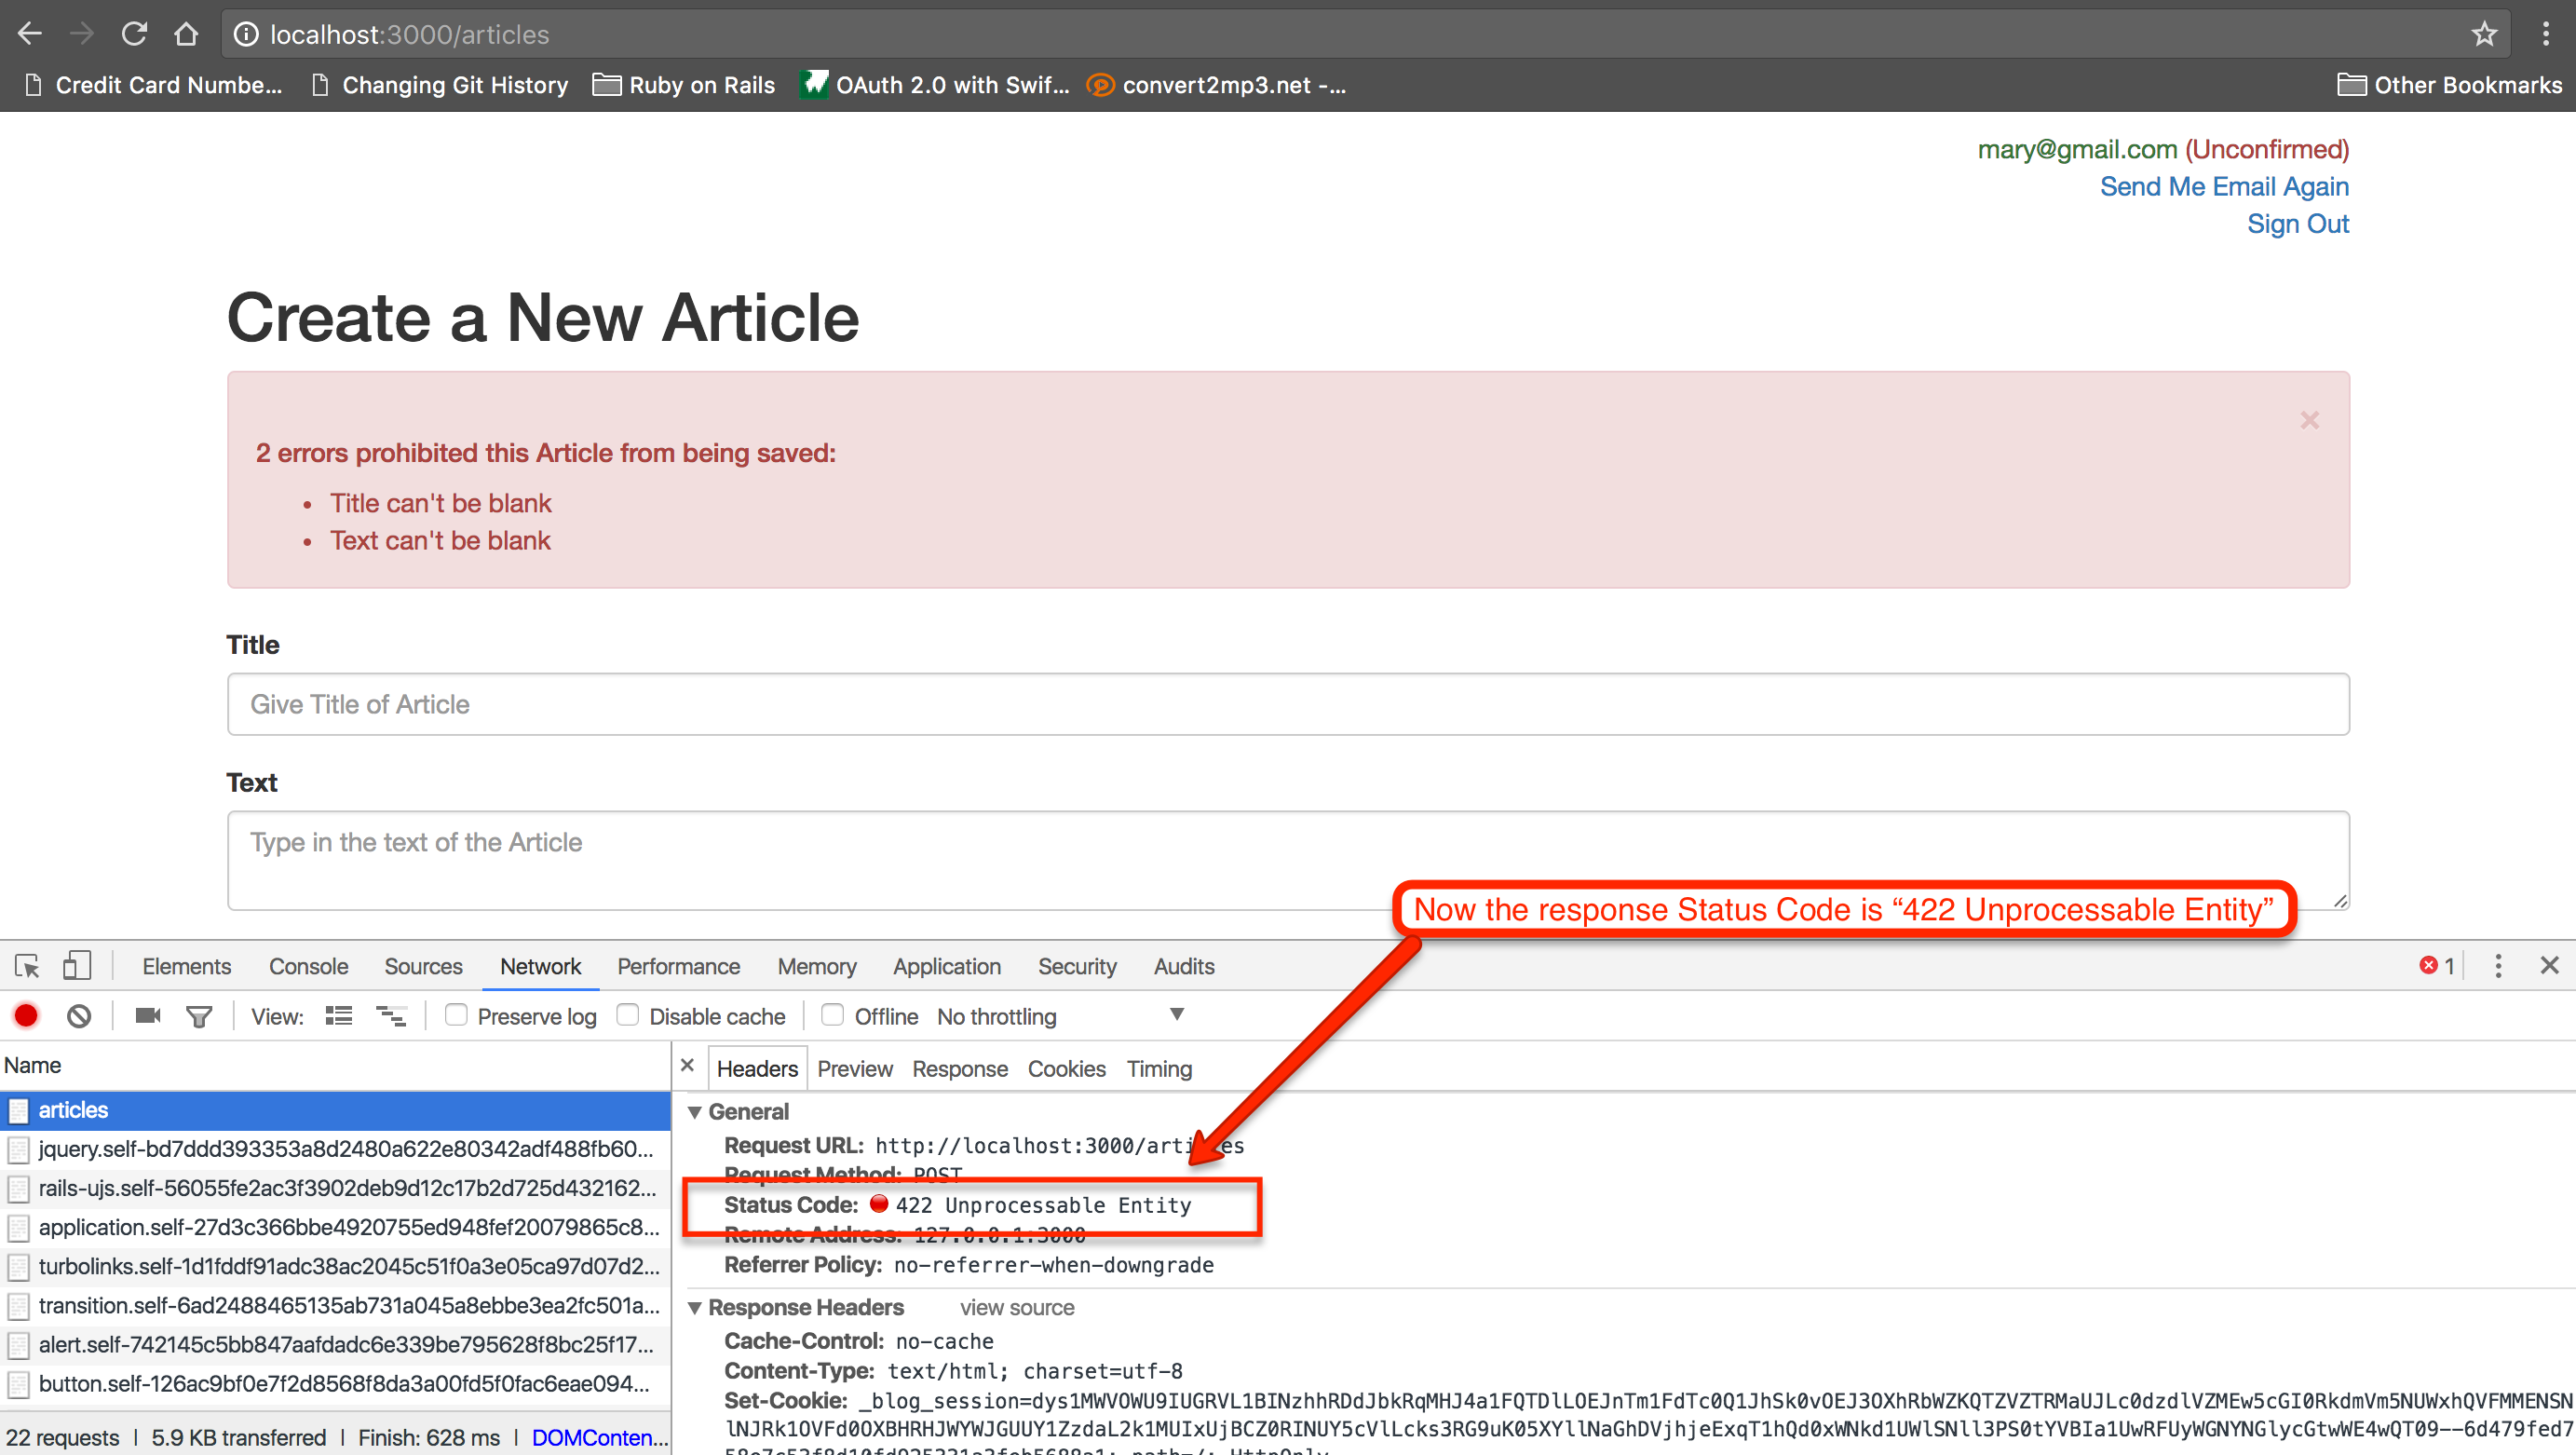 localhost:3000/articles
Credit Card Numbe... Changing Git History Ruby on Rails OAuth 2.0 with Swif... convert2mp3.net -... Other Bookmarks
mary@gmail.com (Unconfirmed)
Send Me Email Again
Sign Out
Create a New Article
×
2 errors prohibited this Article from being saved:
• Title can't be blank
• Text can't be blank
Title
Give Title of Article
Text
Type in the text of the Article
Now the response Status Code is “422 Unprocessable Entity”
Elements Console Sources Network Performance Memory Application Security Audits 1
View: Preserve log Disable cache Offline No throttling
Name
Headers Preview Response Cookies Timing
articles
jquery.self-bd7ddd393353a8d2480a622e80342adf488fb60...
rails-ujs.self-56055fe2ac3f3902deb9d12c17b2d725d432162...
application.self-27d3c366bbe4920755ed948fef20079865c8...
turbolinks.self-1d1fddf91adc38ac2045c51f0a3e05ca97d07d2...
transition.self-6ad2488465135ab731a045a8ebbe3ea2fc501a...
alert.self-742145c5bb847aafdadc6e339be795628f8bc25f17...
button.self-126ac9bf0e7f2d8568f8da3a00fd5f0fac6eae094...
22 requests | 5.9 KB transferred | Finish: 628 ms | DOMConten...
General
Request URL: http://localhost:3000/articles
Request Method: POST
Status Code: 422 Unprocessable Entity
Remote Address: 127.0.0.1:3000
Referrer Policy: no-referrer-when-downgrade
Response Headers view source
Cache-Control: no-cache
Content-Type: text/html; charset=utf-8
Set-Cookie: